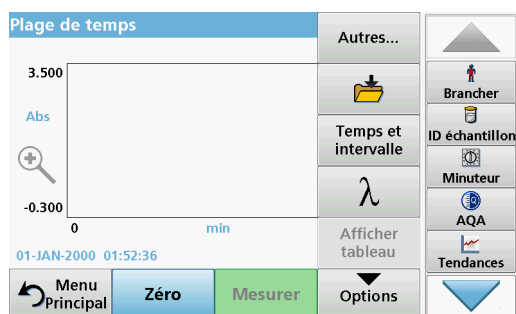 Plage de temps
Autres...
3.500
Abs
-0.300
0
min
01-JAN-2000 01:52:36
Temps et
intervalle
λ
Afficher
tableau
Menu
Principal
Zéro
Mesurer
Options
Brancher
ID échantillon
Minuteur
AQA
Tendances